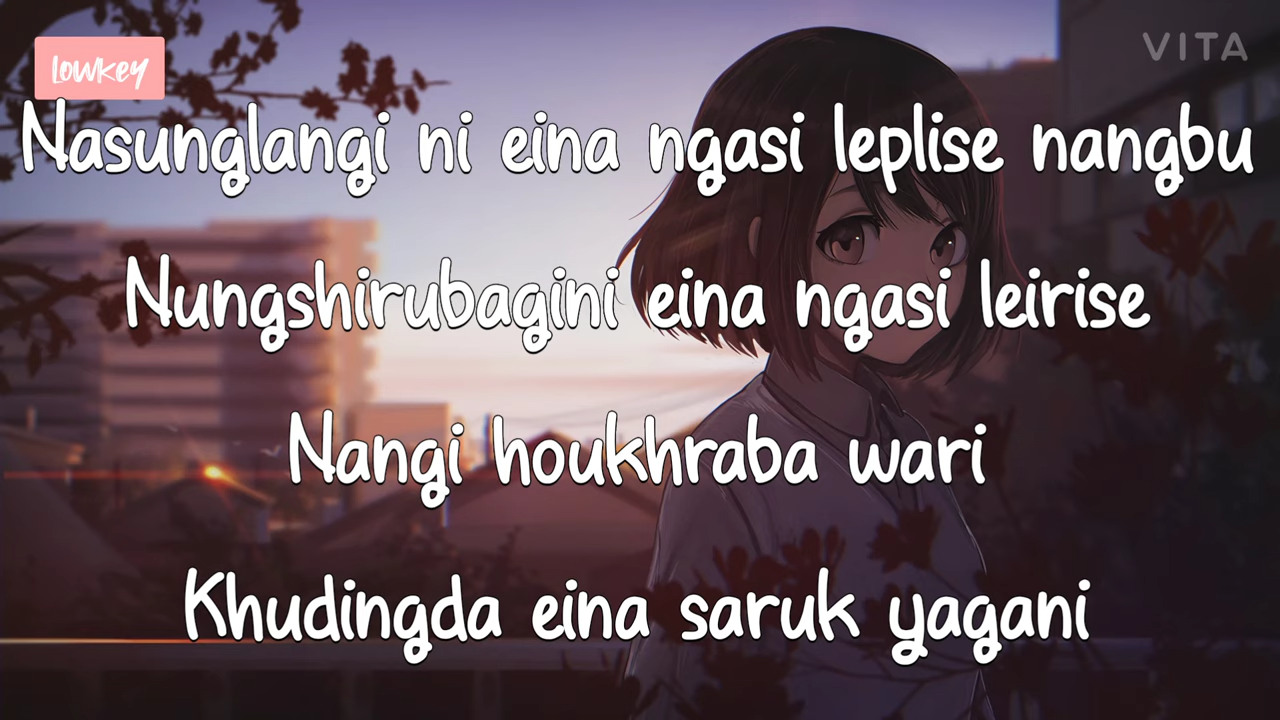 Lowkey
VITA
Nasunglangi ni eina ngasi leplise nangbu
Nungshirubagini eina ngasi leirise
Nangi houkhraba wari
Khudingda eina saruk yagani